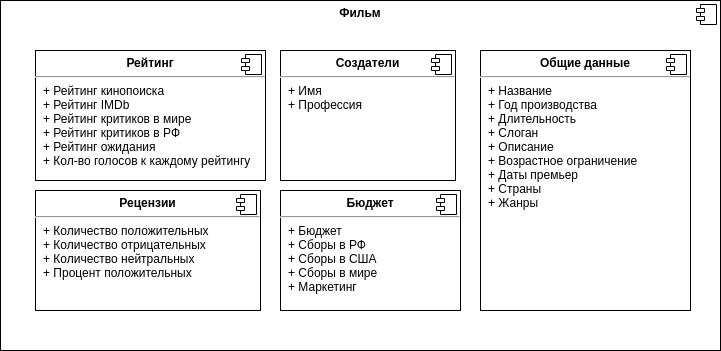 Фильм
Рейтинг
+ Рейтинг кинопоиска
+ Рейтинг IMDb
+ Рейтинг критиков в мире
+ Рейтинг критиков в РФ
+ Рейтинг ожидания
+ Кол-во голосов к каждому рейтингу
Создатели
+ Имя
+ Профессия
Общие данные
+ Название
+ Год производства
+ Длительность
+ Слоган
+ Описание
+ Возрастное ограничение
+ Даты премьер
+ Страны
+ Жанры
Рецензии
+ Количество положительных
+ Количество отрицательных
+ Количество нейтральных
+ Процент положительных
Бюджет
+ Бюджет
+ Сборы в РФ
+ Сборы в США
+ Сборы в мире
+ Маркетинг